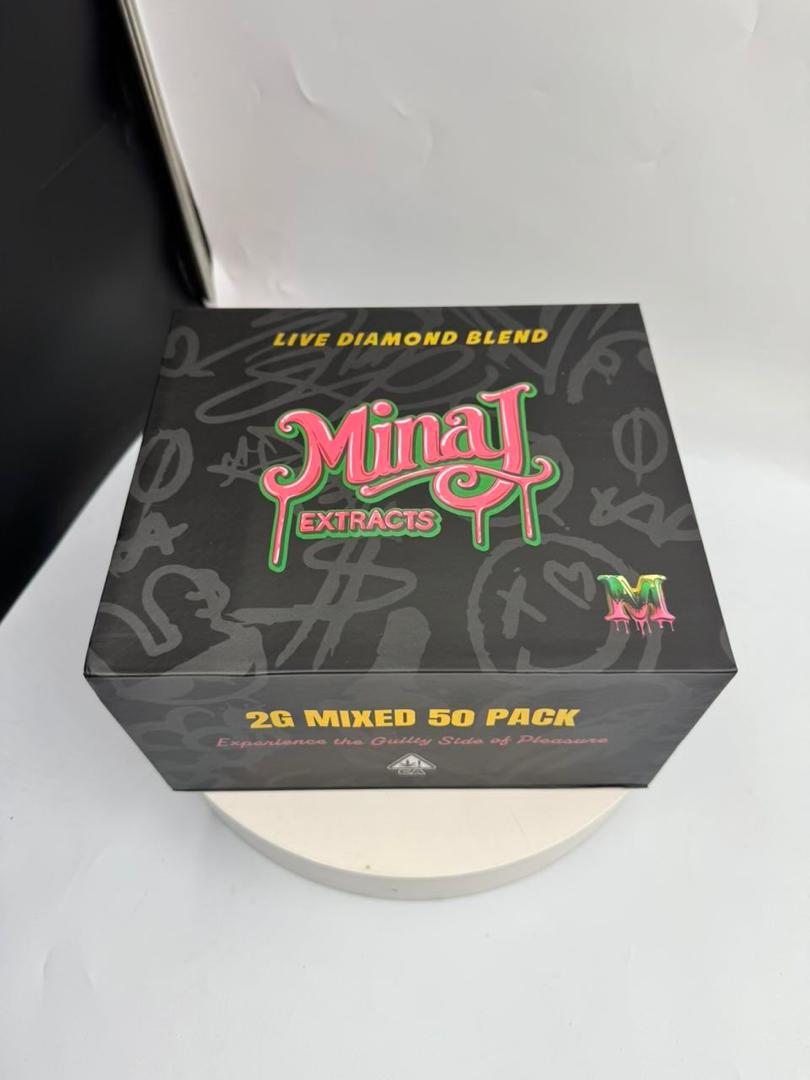 LIVE DIAMOND BLEND
MinaJ
EXTRACTS
M
2G MIXED 50 PACK
Experience the Guilty Side of Pleasure
CA